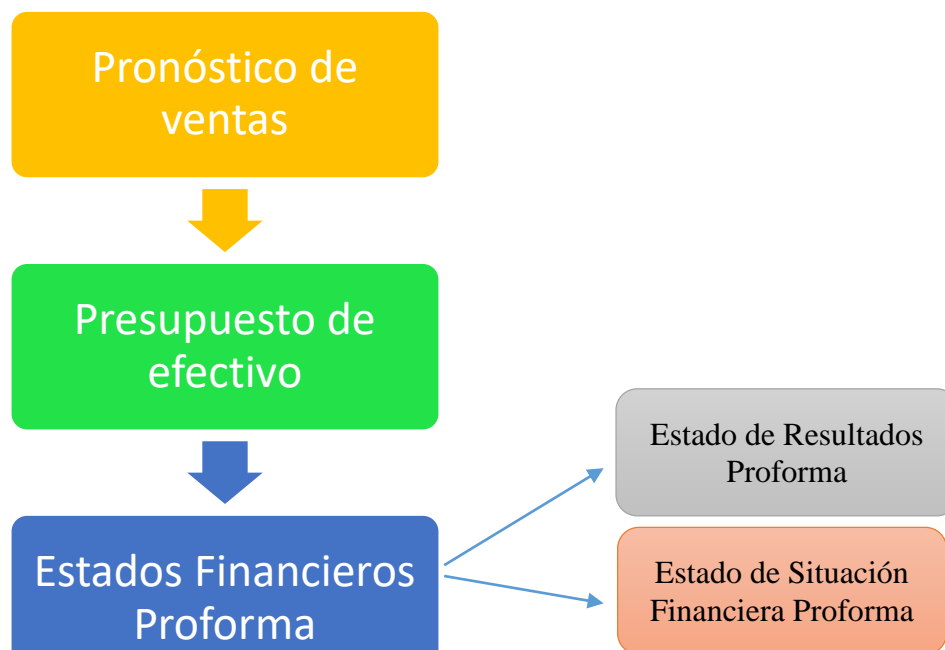 Pronóstico de
ventas
Presupuesto de
efectivo
Estado de Resultados
Proforma
Estados Financieros
Proforma
Estado de Situación
Financiera Proforma